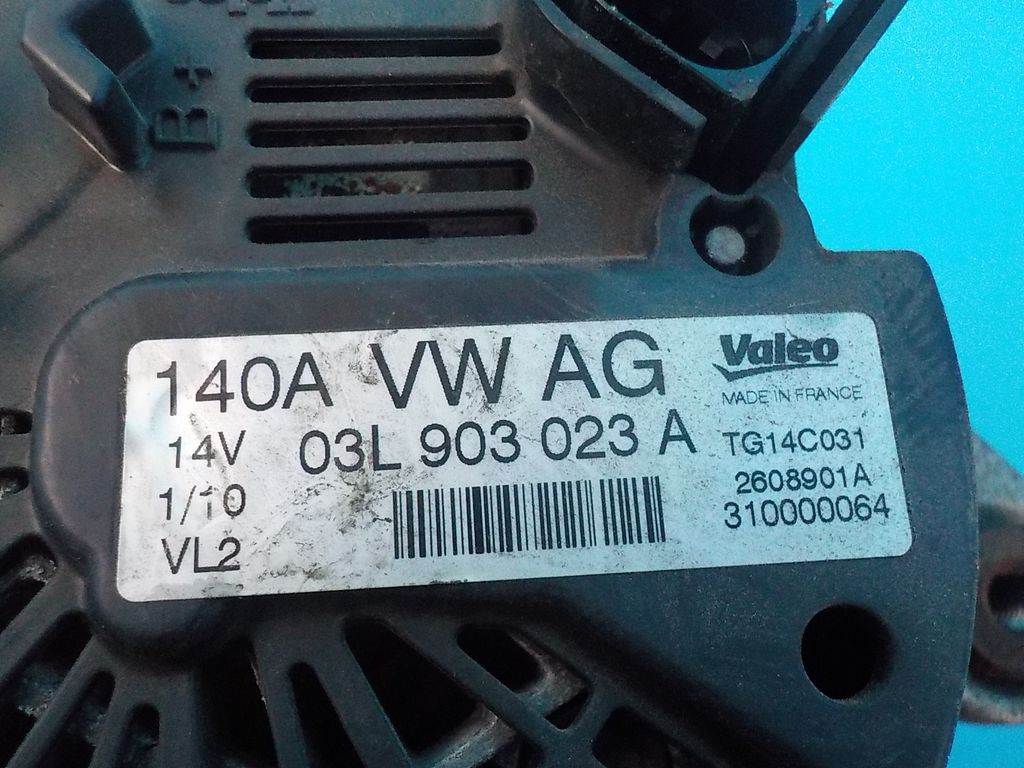 B+
140A VW AG
Valeo
MADE IN FRANCE
14V 03L 903 023 A
TG14C031
1/10
2608901A
310000064
VL2